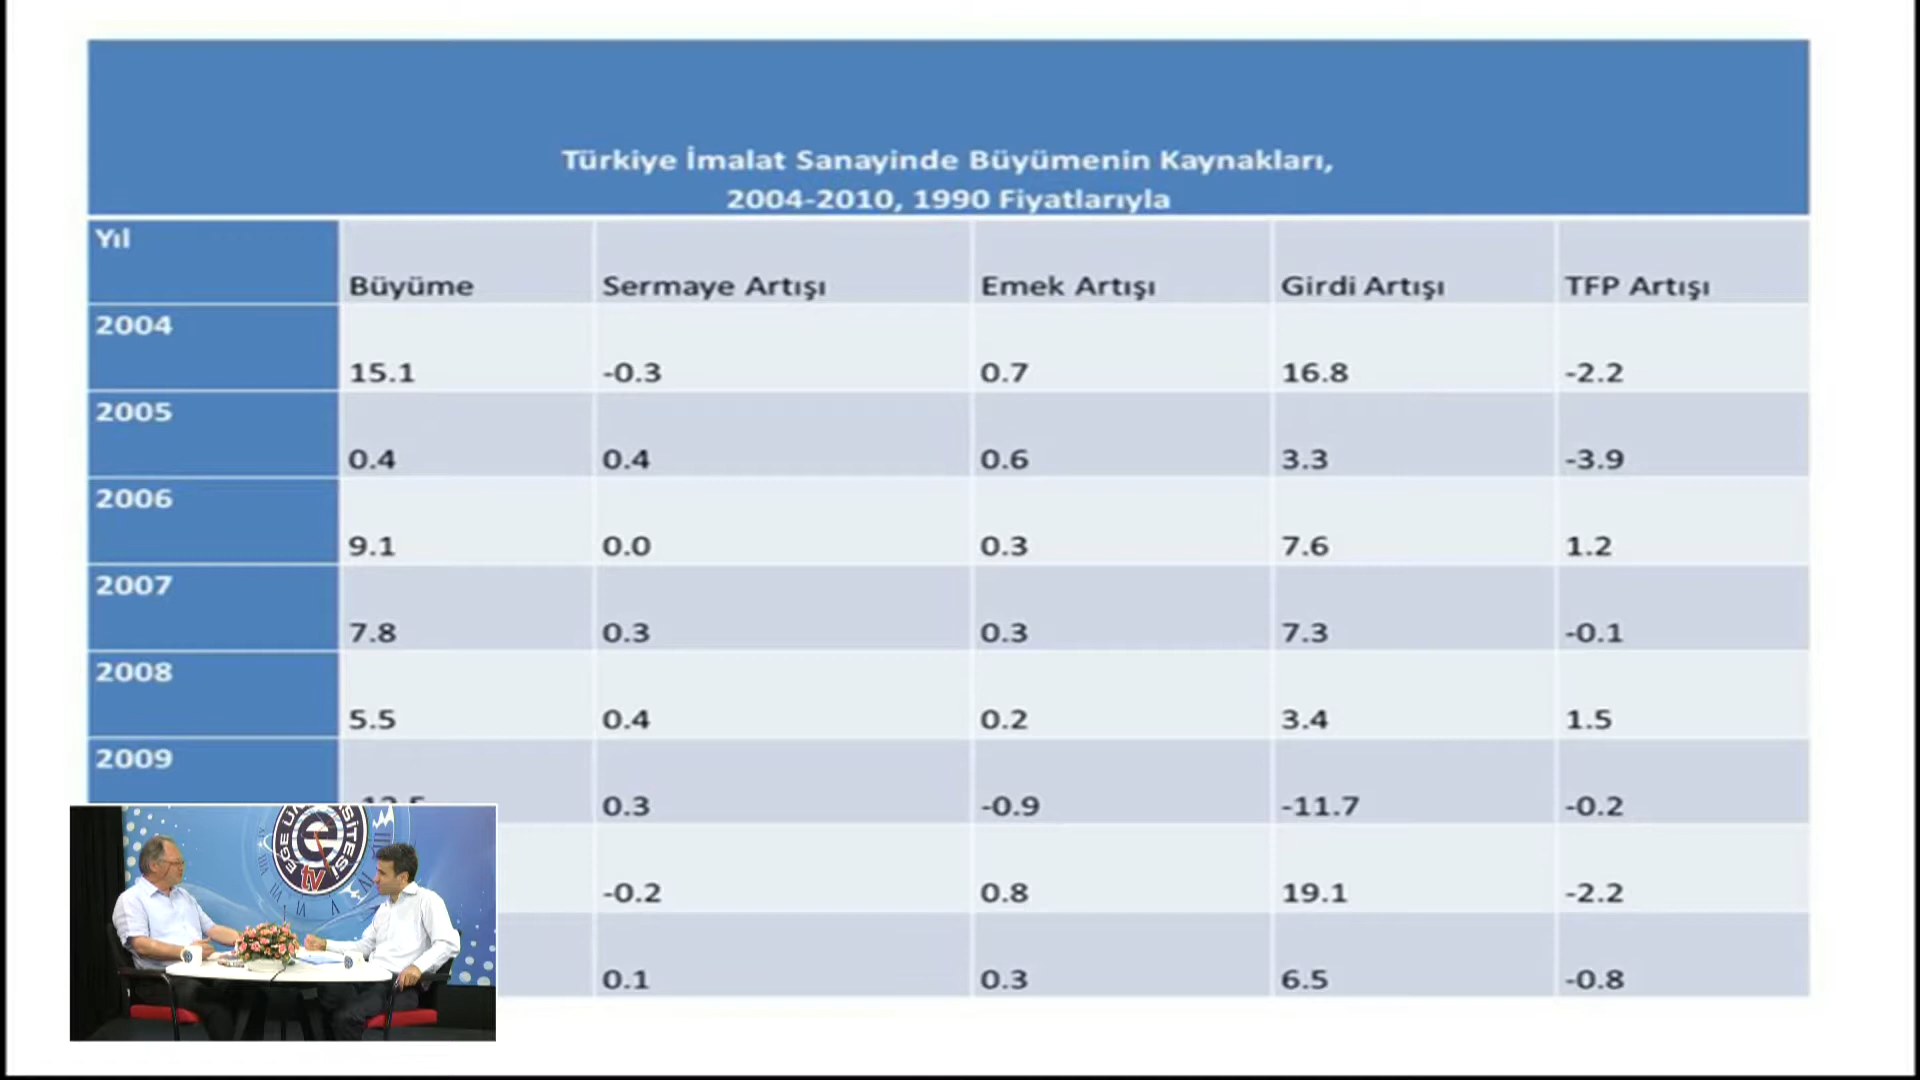 Türkiye İmalat Sanayinde Büyümenin Kaynakları,
2004-2010, 1990 Fiyatlarıyla
Yıl Büyüme Sermaye Artışı Emek Artışı Girdi Artışı TFP Artışı
2004 15.1 -0.3 0.7 16.8 -2.2
2005 0.4 0.4 0.6 3.3 -3.9
2006 9.1 0.0 0.3 7.6 1.2
2007 7.8 0.3 0.3 7.3 -0.1
2008 5.5 0.4 0.2 3.4 1.5
2009 0.3 -0.9 -11.7 -0.2
-0.2 0.8 19.1 -2.2
0.1 0.3 6.5 -0.8
e
tv